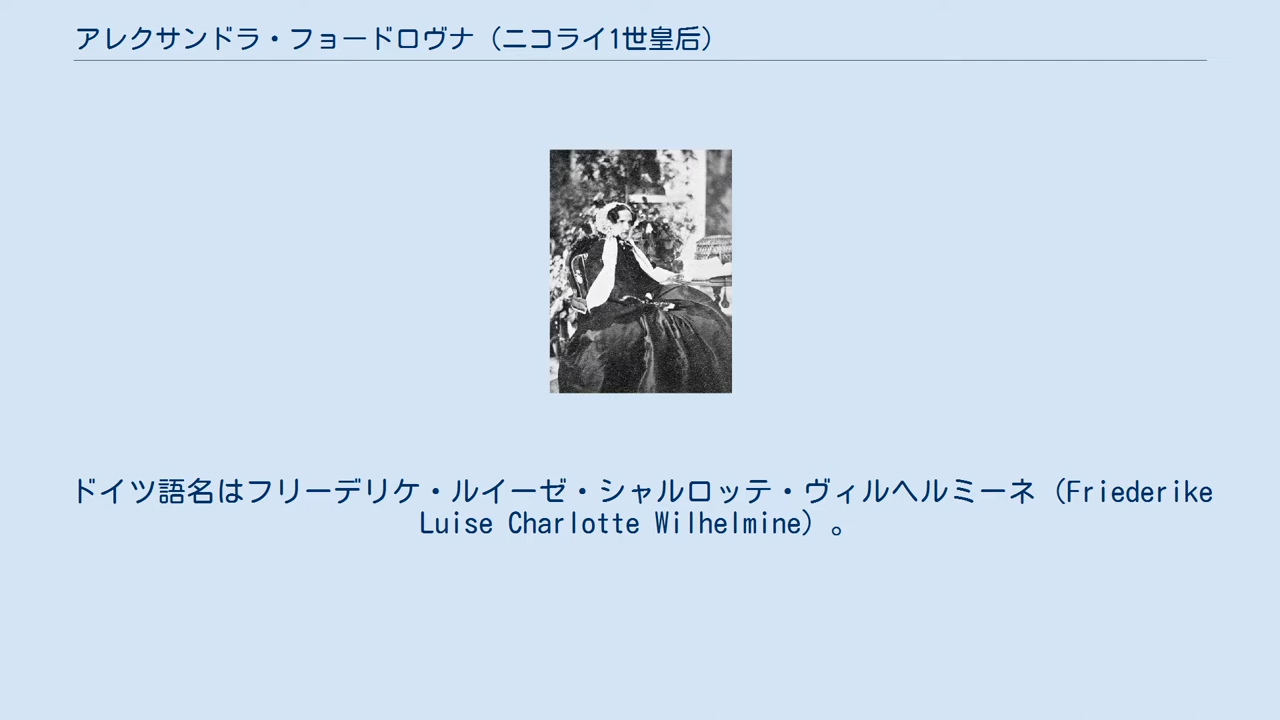 アレクサンドラ・フョードロヴナ（ニコライ1世皇后）
ドイツ語名はフリーデリケ・ルイーゼ・シャルロッテ・ヴィルヘルミーネ（Friederike
Luise Charlotte Wilhelmine）。